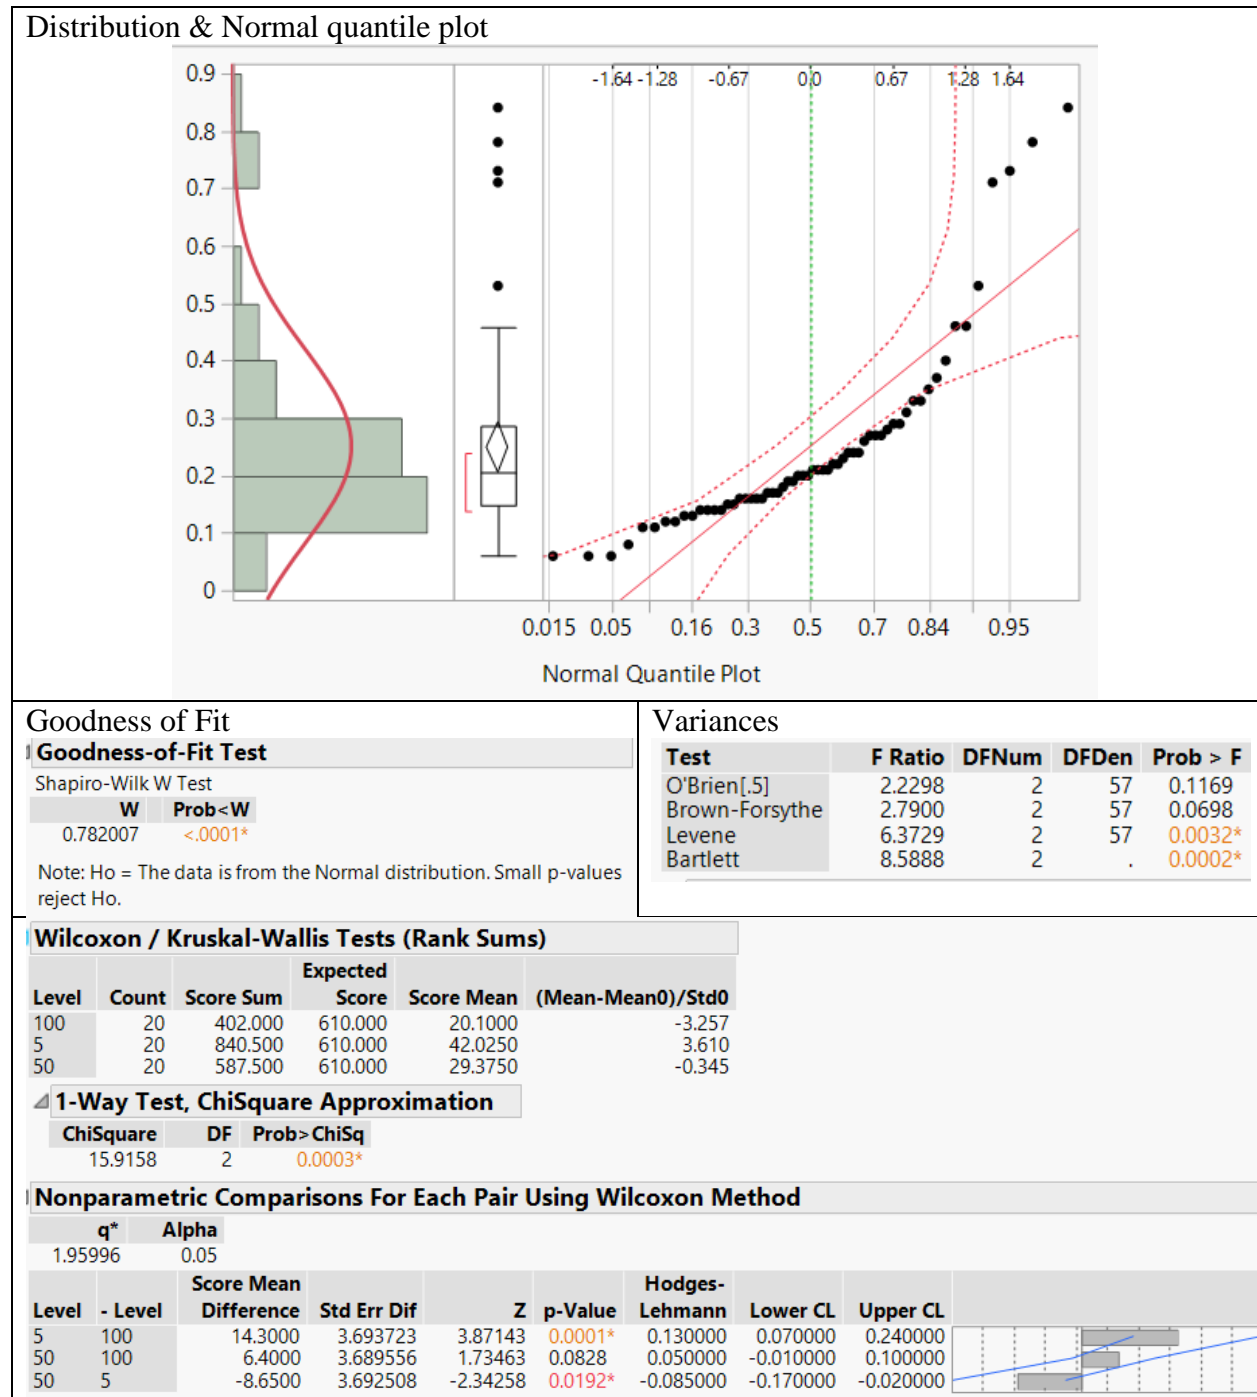 Distribution & Normal quantile plot
0.9
0.8
0.7
0.6
0.5
0.4
0.3
0.2
0.1
0
-1.64 -1.28 -0.67 0.0 0.67 1.28 1.64
0.015 0.05 0.16 0.3 0.5 0.7 0.84 0.95
Normal Quantile Plot
Goodness of Fit
Goodness-of-Fit Test
Shapiro-Wilk W Test
W Prob<W
0.782007 <.0001*
Note: Ho = The data is from the Normal distribution. Small p-values
reject Ho.
Variances
Test F Ratio DFNum DFDen Prob > F
O'Brien[.5] 2.2298 2 57 0.1169
Brown-Forsythe 2.7900 2 57 0.0698
Levene 6.3729 2 57 0.0032*
Bartlett 8.5888 2 . 0.0002*
Wilcoxon / Kruskal-Wallis Tests (Rank Sums)
Expected
Level Count Score Sum Score Score Mean (Mean-Mean0)/Std0
100 20 402.000 610.000 20.1000 -3.257
5 20 840.500 610.000 42.0250 3.610
50 20 587.500 610.000 29.3750 -0.345
1-Way Test, ChiSquare Approximation
ChiSquare DF Prob>ChiSq
15.9158 2 0.0003*
Nonparametric Comparisons For Each Pair Using Wilcoxon Method
q* Alpha
1.95996 0.05
Score Mean Hodges-
Level - Level Difference Std Err Dif Z p-Value Lehmann Lower CL Upper CL
5 100 14.3000 3.693723 3.87143 0.0001* 0.130000 0.070000 0.240000
50 100 6.4000 3.689556 1.73463 0.0828 0.050000 -0.010000 0.100000
50 5 -8.6500 3.692508 -2.34258 0.0192* -0.085000 -0.170000 -0.020000